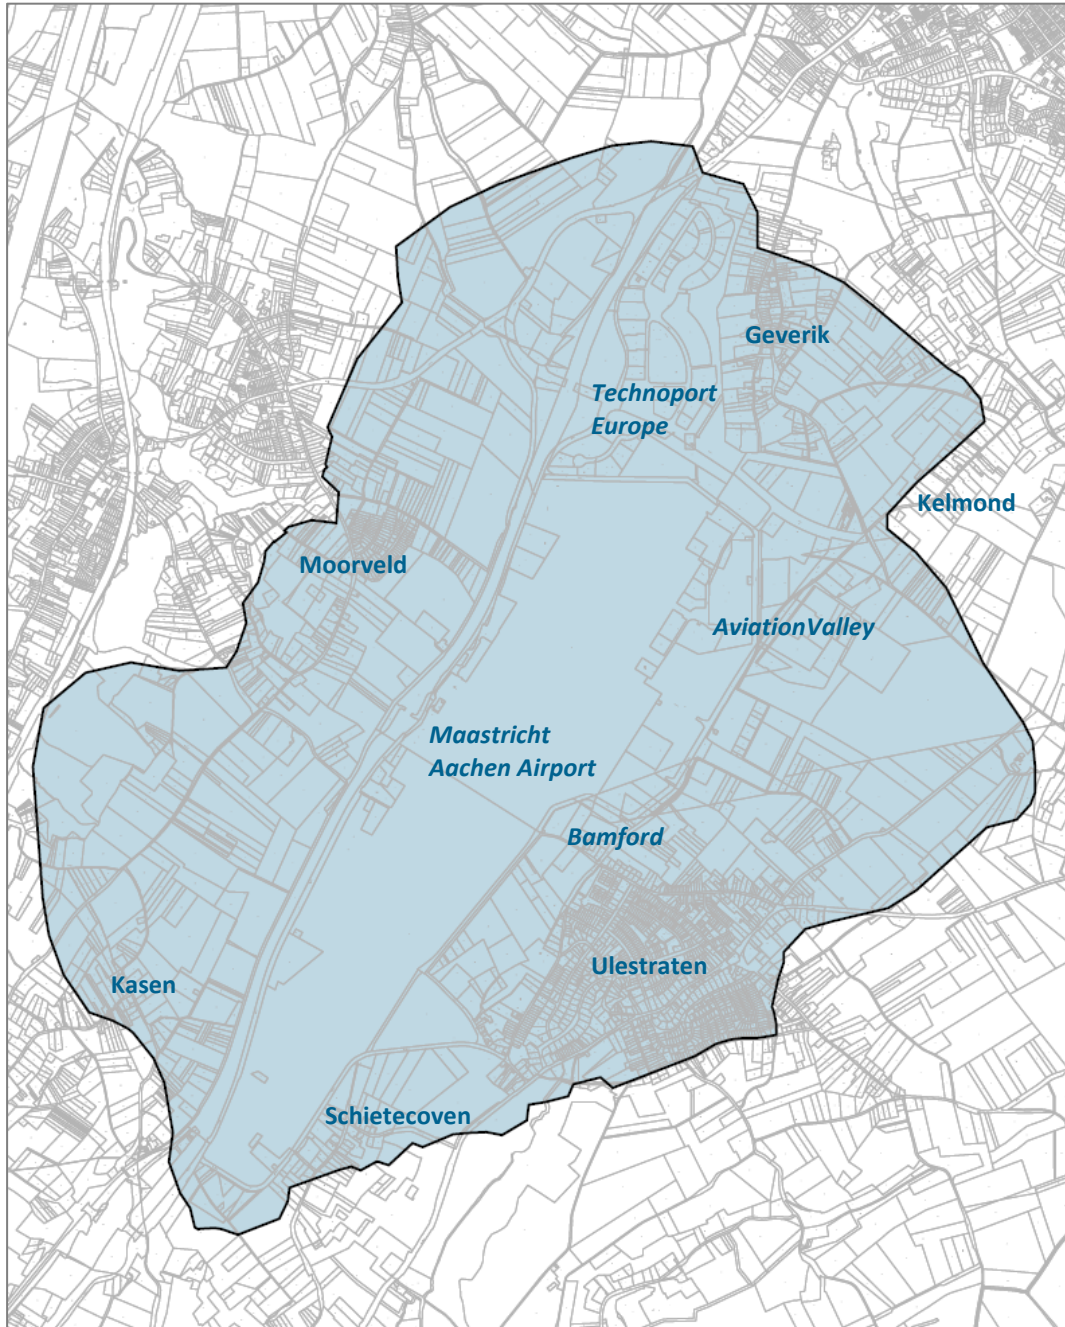 Geverik
Technoport
Europe
Kelmond
Moorveld
AviationValley
Maastricht
Aachen Airport
Bamford
Ulestraten
Kasen
Schietecoven